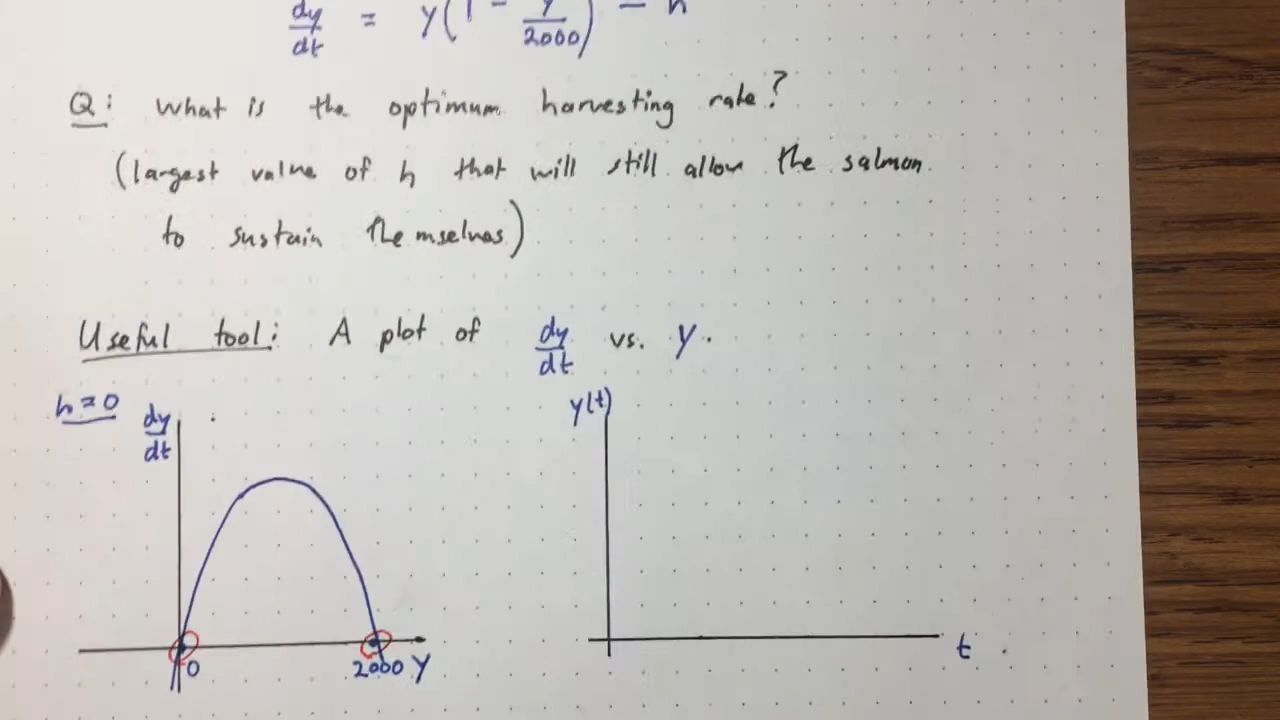 dy/dt = y(1 - y/2000) - h
Q: What is the optimum harvesting rate?
(largest value of h that will still allow the salmon
to sustain themselves)
Useful tool: A plot of dy/dt vs. y.
h=0
dy/dt
y(t)
0
2000 y
t